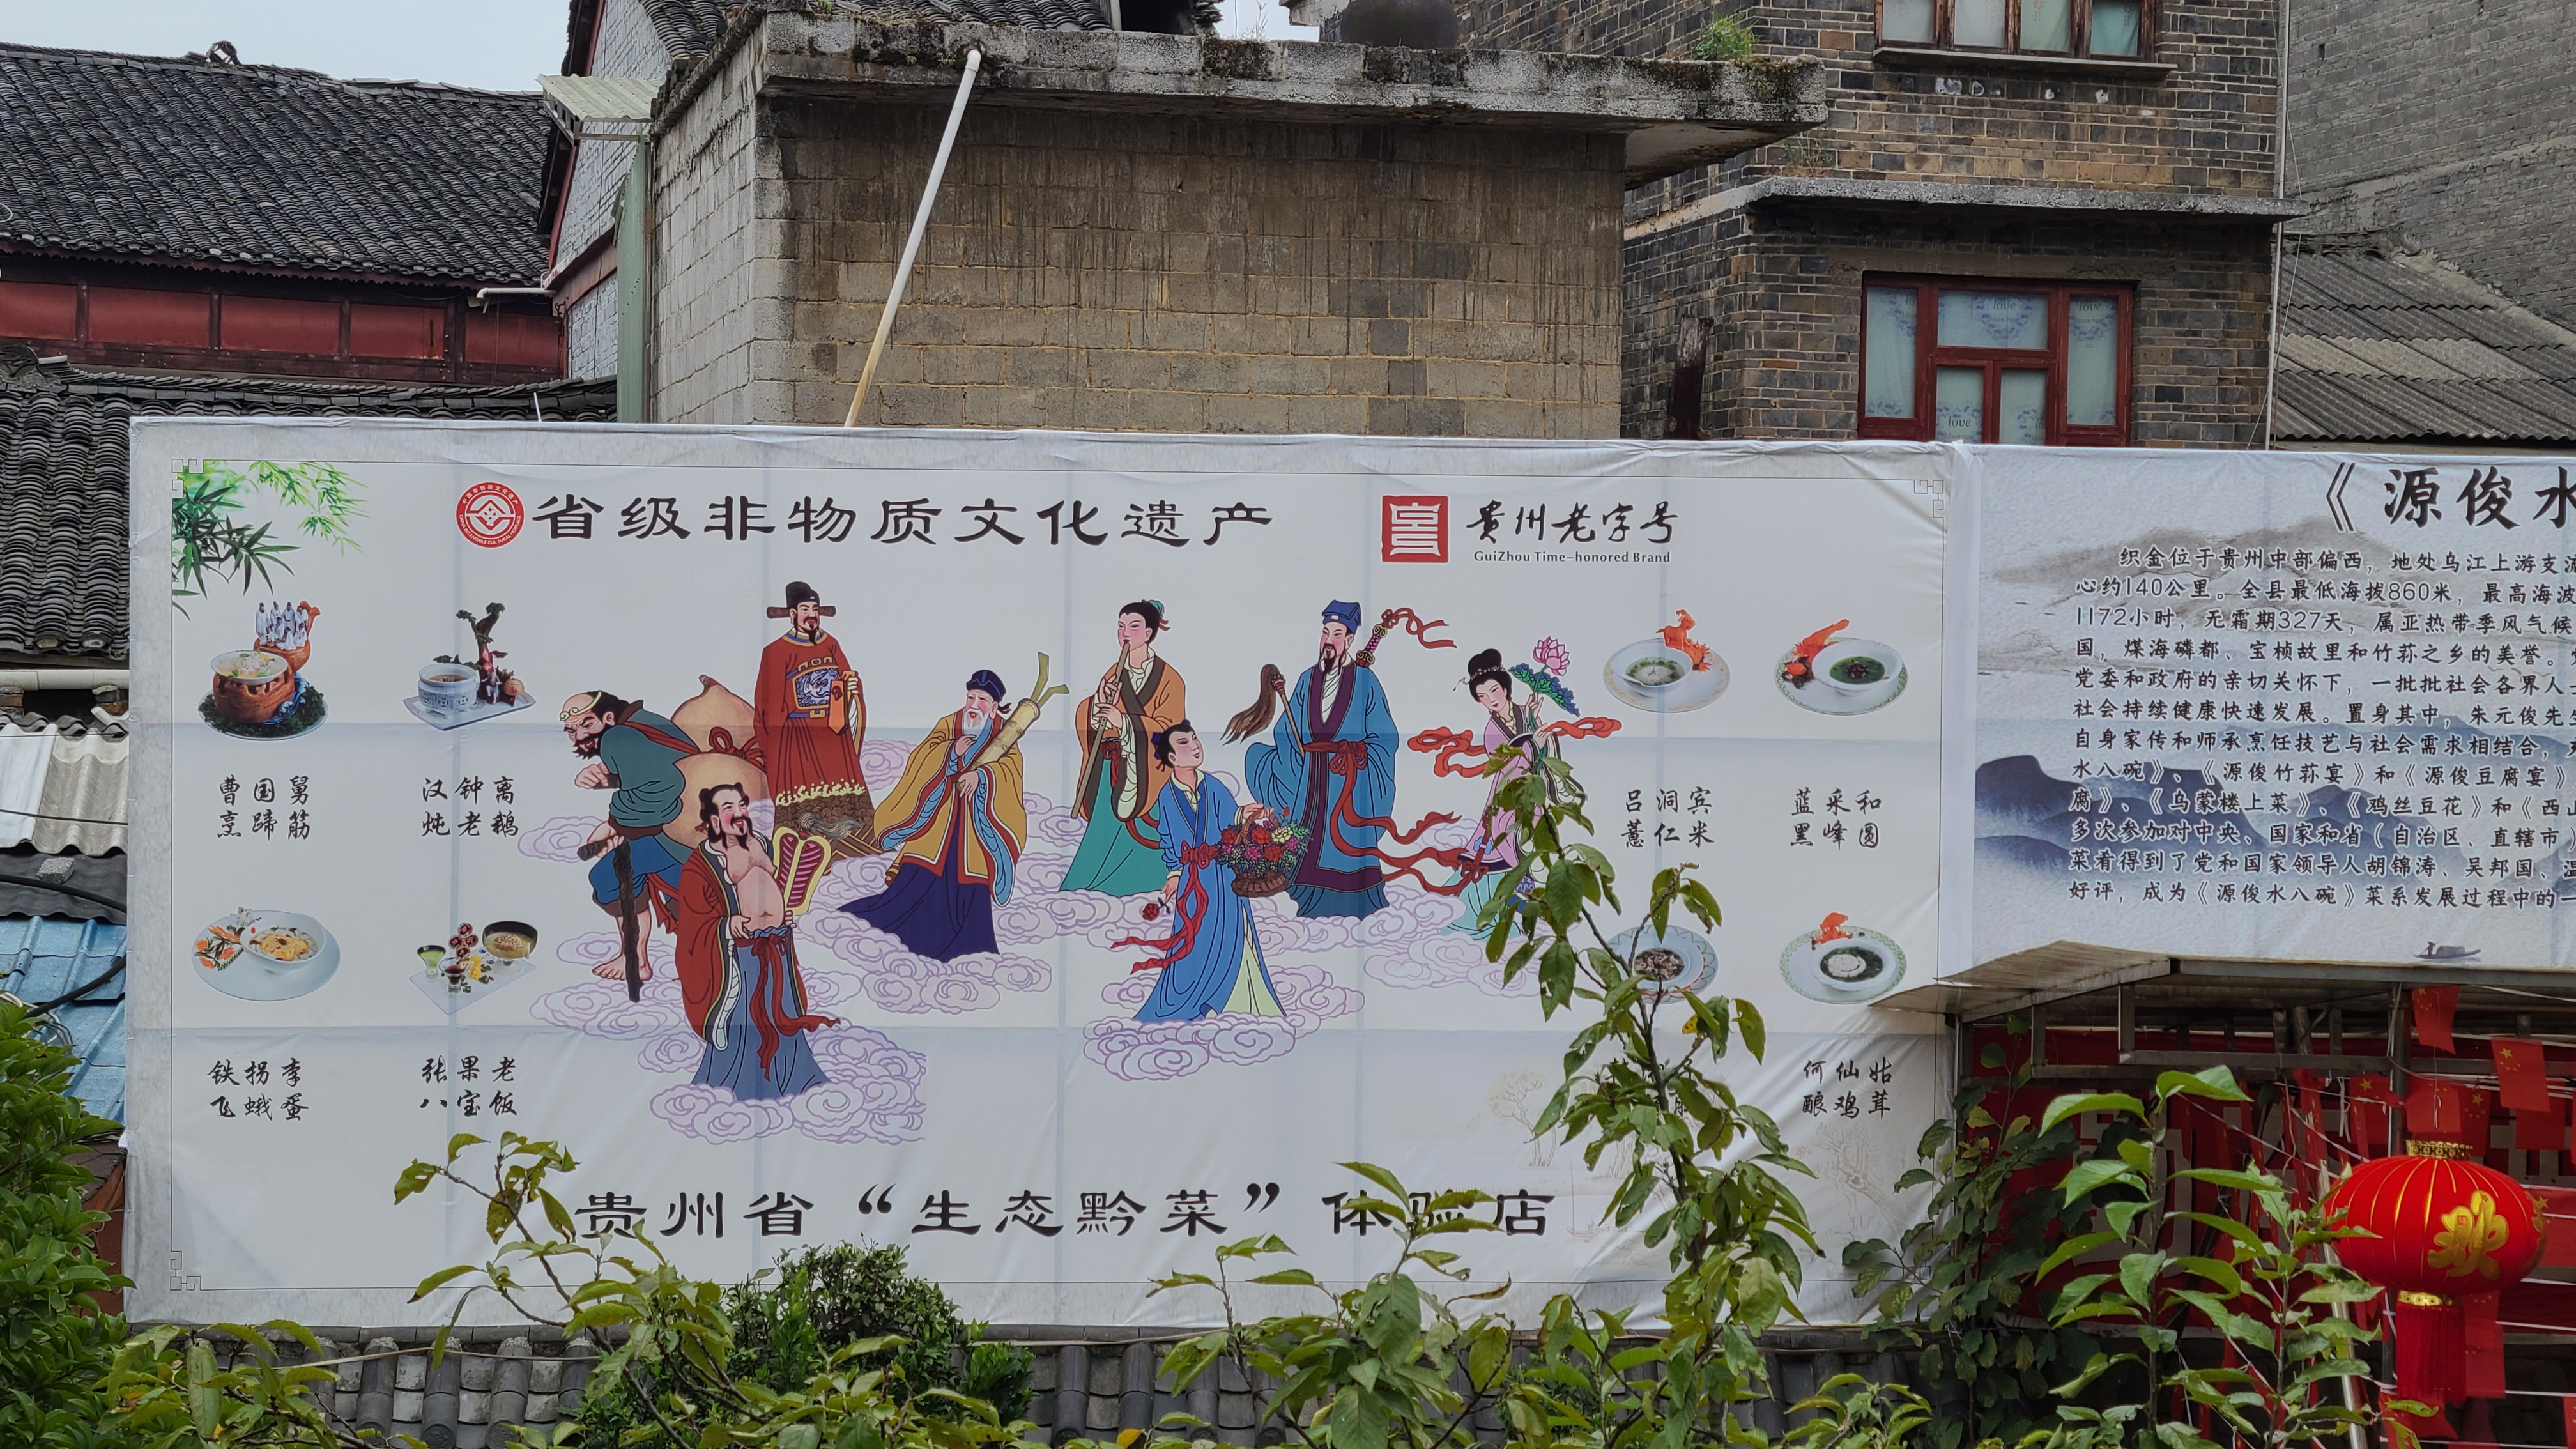 省级非物质文化遗产
贵州老字号
GuiZhou Time-honored Brand
曹国舅
烹蹄筋
汉钟离
炖老鹅
吕洞宾
薏仁米
蓝采和
黑峰圆
铁拐李
飞蛾蛋
张果老
八宝饭
何仙姑
酿鸡茸
贵州省“生态黔菜”体验店
《源俊水
织金位于贵州中部偏西，地处乌江上游支流
心约140公里。全县最低海拔860米，最高海波
1172小时，无霜期327天，属亚热带季风气候
国，煤海磷都、宝桢故里和竹荪之乡的美誉。
党委和政府的亲切关怀下，一批批社会各界人
社会持续健康快速发展。置身其中，朱元俊先
自身家传和师承烹饪技艺与社会需求相结合，
水八碗》、《源俊竹荪宴》和《源俊豆腐宴》
腐》、《乌蒙楼上菜》、《鸡丝豆花》和《西
多次参加对中央、国家和省（自治区、直辖市）
菜肴得到了党和国家领导人胡锦涛、吴邦国、温
好评，成为《源俊水八碗》菜系发展过程中的一
love
love
love
love
欢